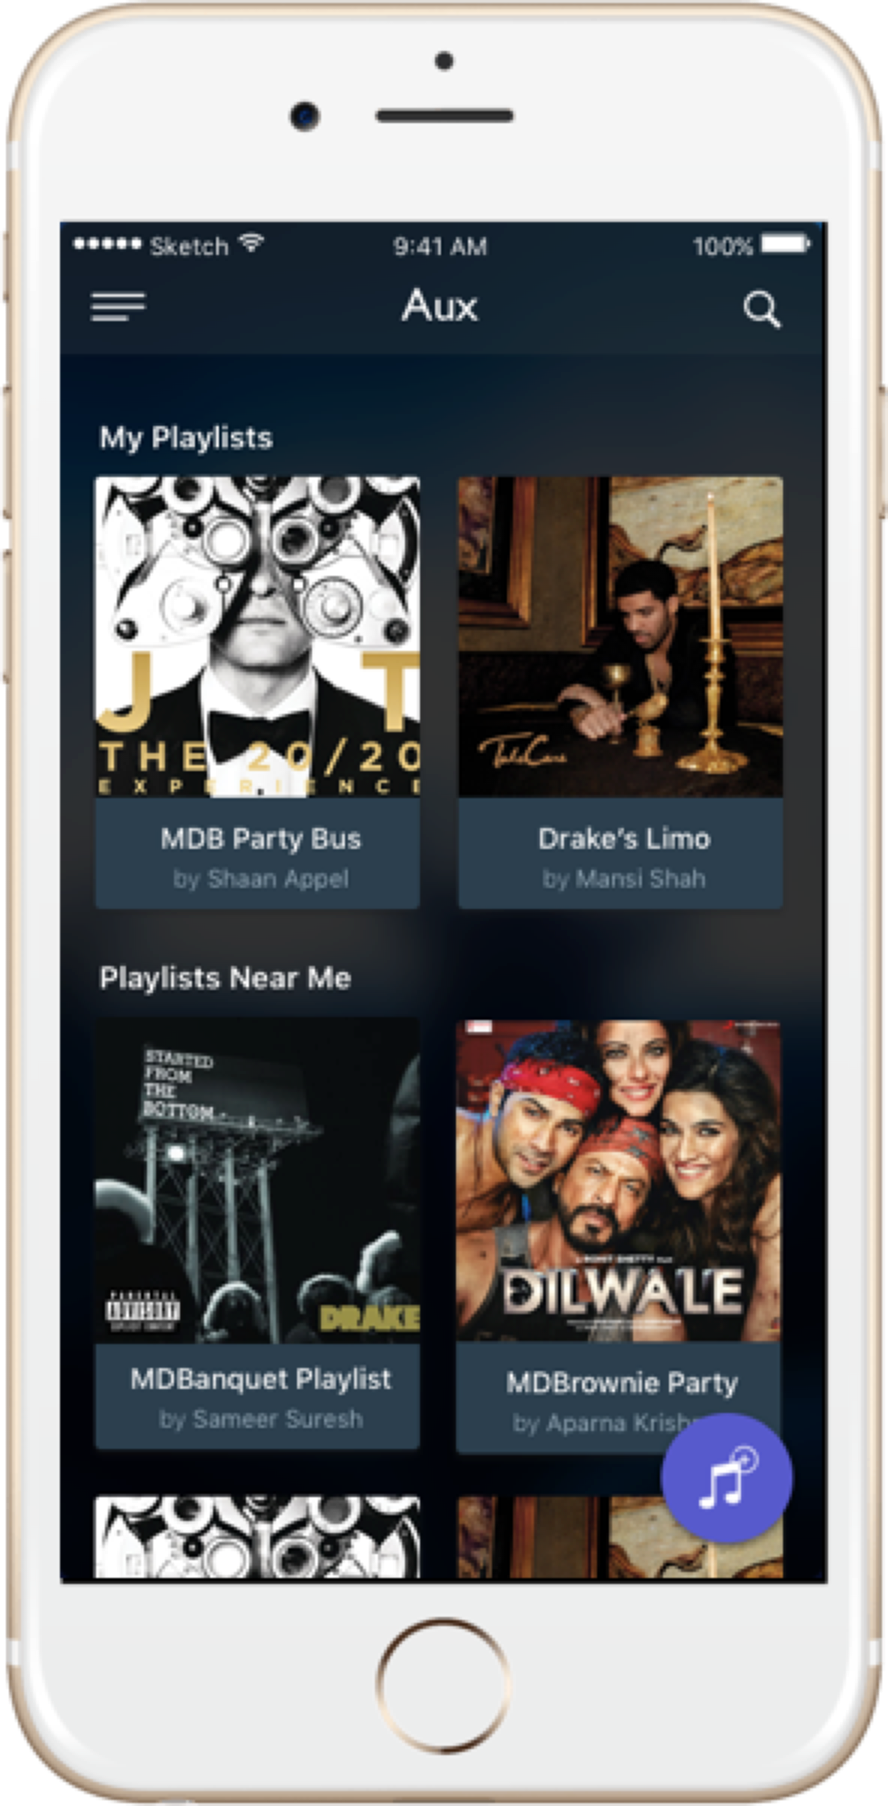 Sketch
9:41 AM
100%
Aux
My Playlists
J T
THE 20/20
EXPERIENCE
Take Care
MDB Party Bus
by Shaan Appel
Drake's Limo
by Mansi Shah
Playlists Near Me
STARTED
FROM
THE
BOTTOM
PARENTAL
ADVISORY
EXPLICIT CONTENT
DRAKE
DILWALE
MDBanquet Playlist
by Sameer Suresh
MDBrownie Party
by Aparna